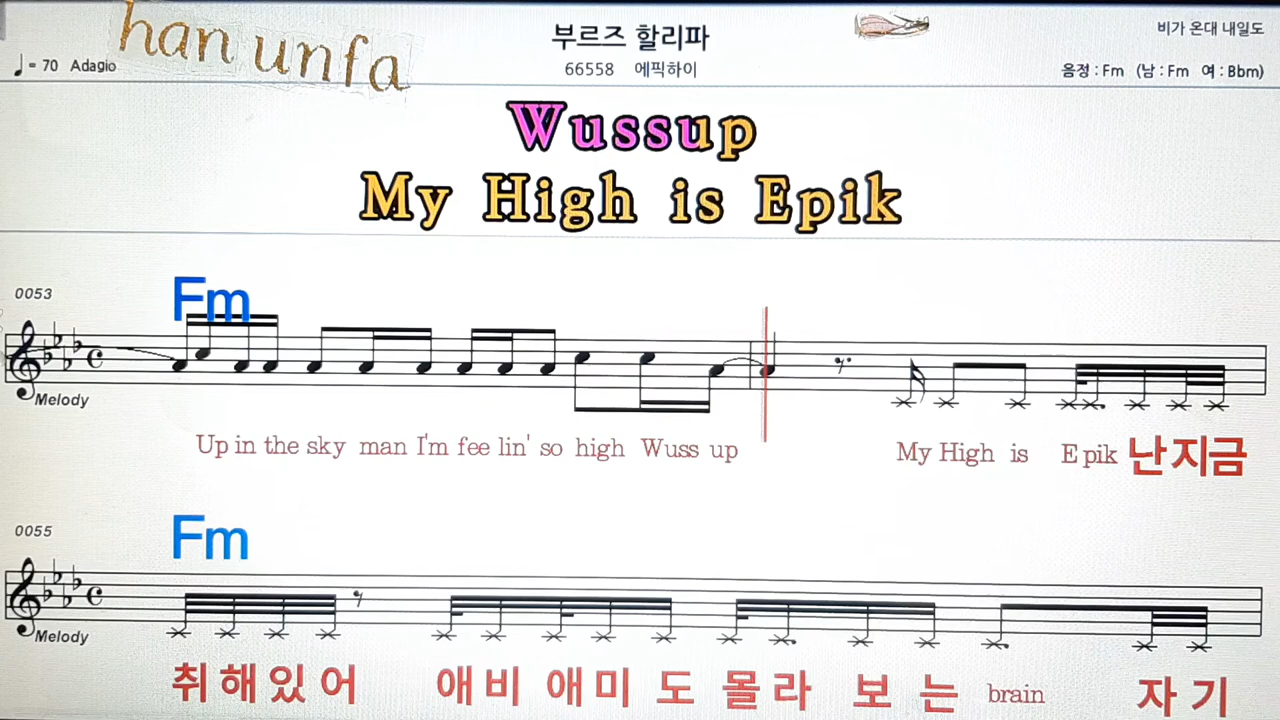 han unfa
부르즈 할리파
비가 온대 내일도
♩= 70 Adagio
66558 에픽하이
음정 : Fm (남 : Fm 여 : Bbm)
Wussup
My High is Epik
Fm
0053
Melody
Up in the sky man I'm fee lin' so high Wuss up My High is E pik 난 지금
Fm
0055
Melody
취 해 있 어 애 비 애 미 도 몰 라 보 는 brain 자 기